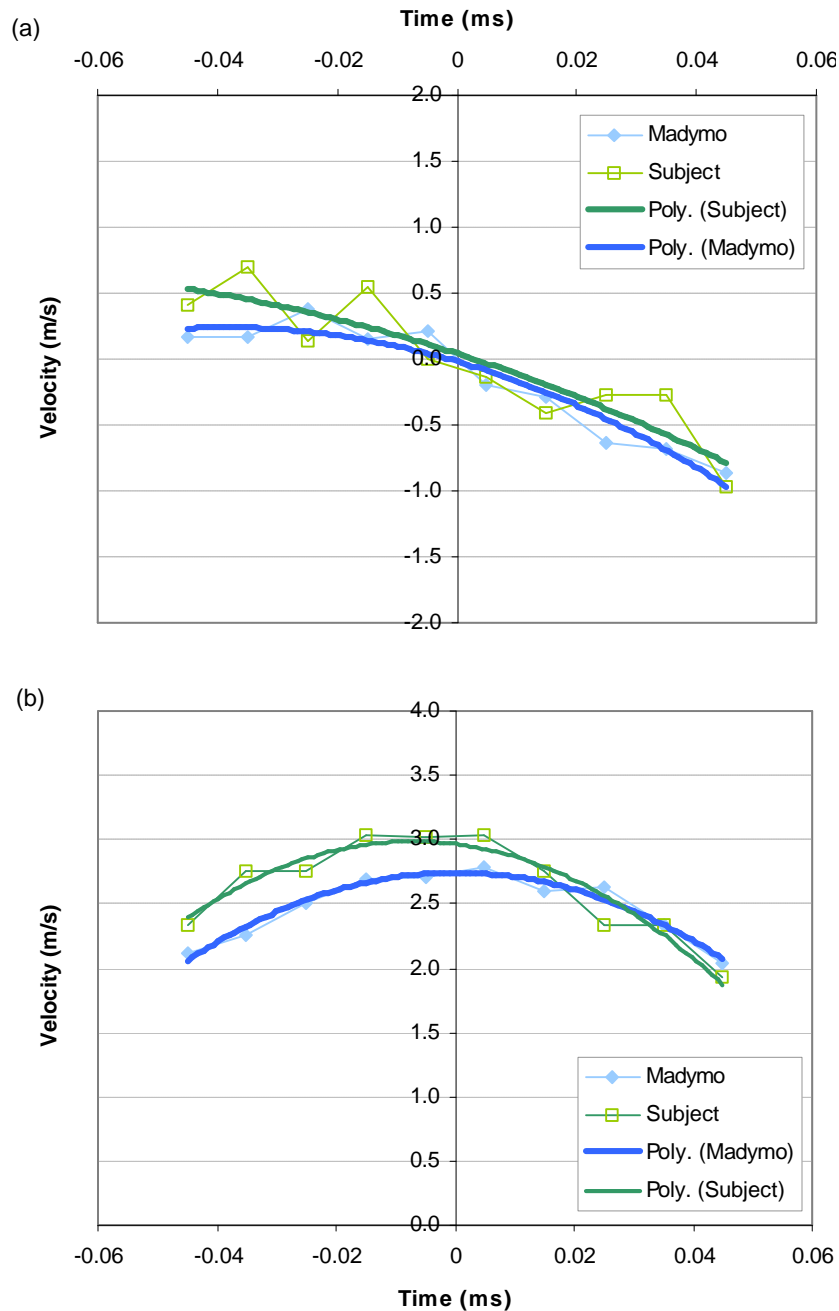 (a)
Time (ms)
-0.06 -0.04 -0.02 0 0.02 0.04 0.06
2.0
1.5
1.0
0.5
0.0
-0.5
-1.0
-1.5
-2.0
Velocity (m/s)
Madymo
Subject
Poly. (Subject)
Poly. (Madymo)
(b)
4.0
3.5
3.0
2.5
2.0
1.5
1.0
0.5
0.0
Velocity (m/s)
Madymo
Subject
Poly. (Madymo)
Poly. (Subject)
-0.06 -0.04 -0.02 0 0.02 0.04 0.06
Time (ms)